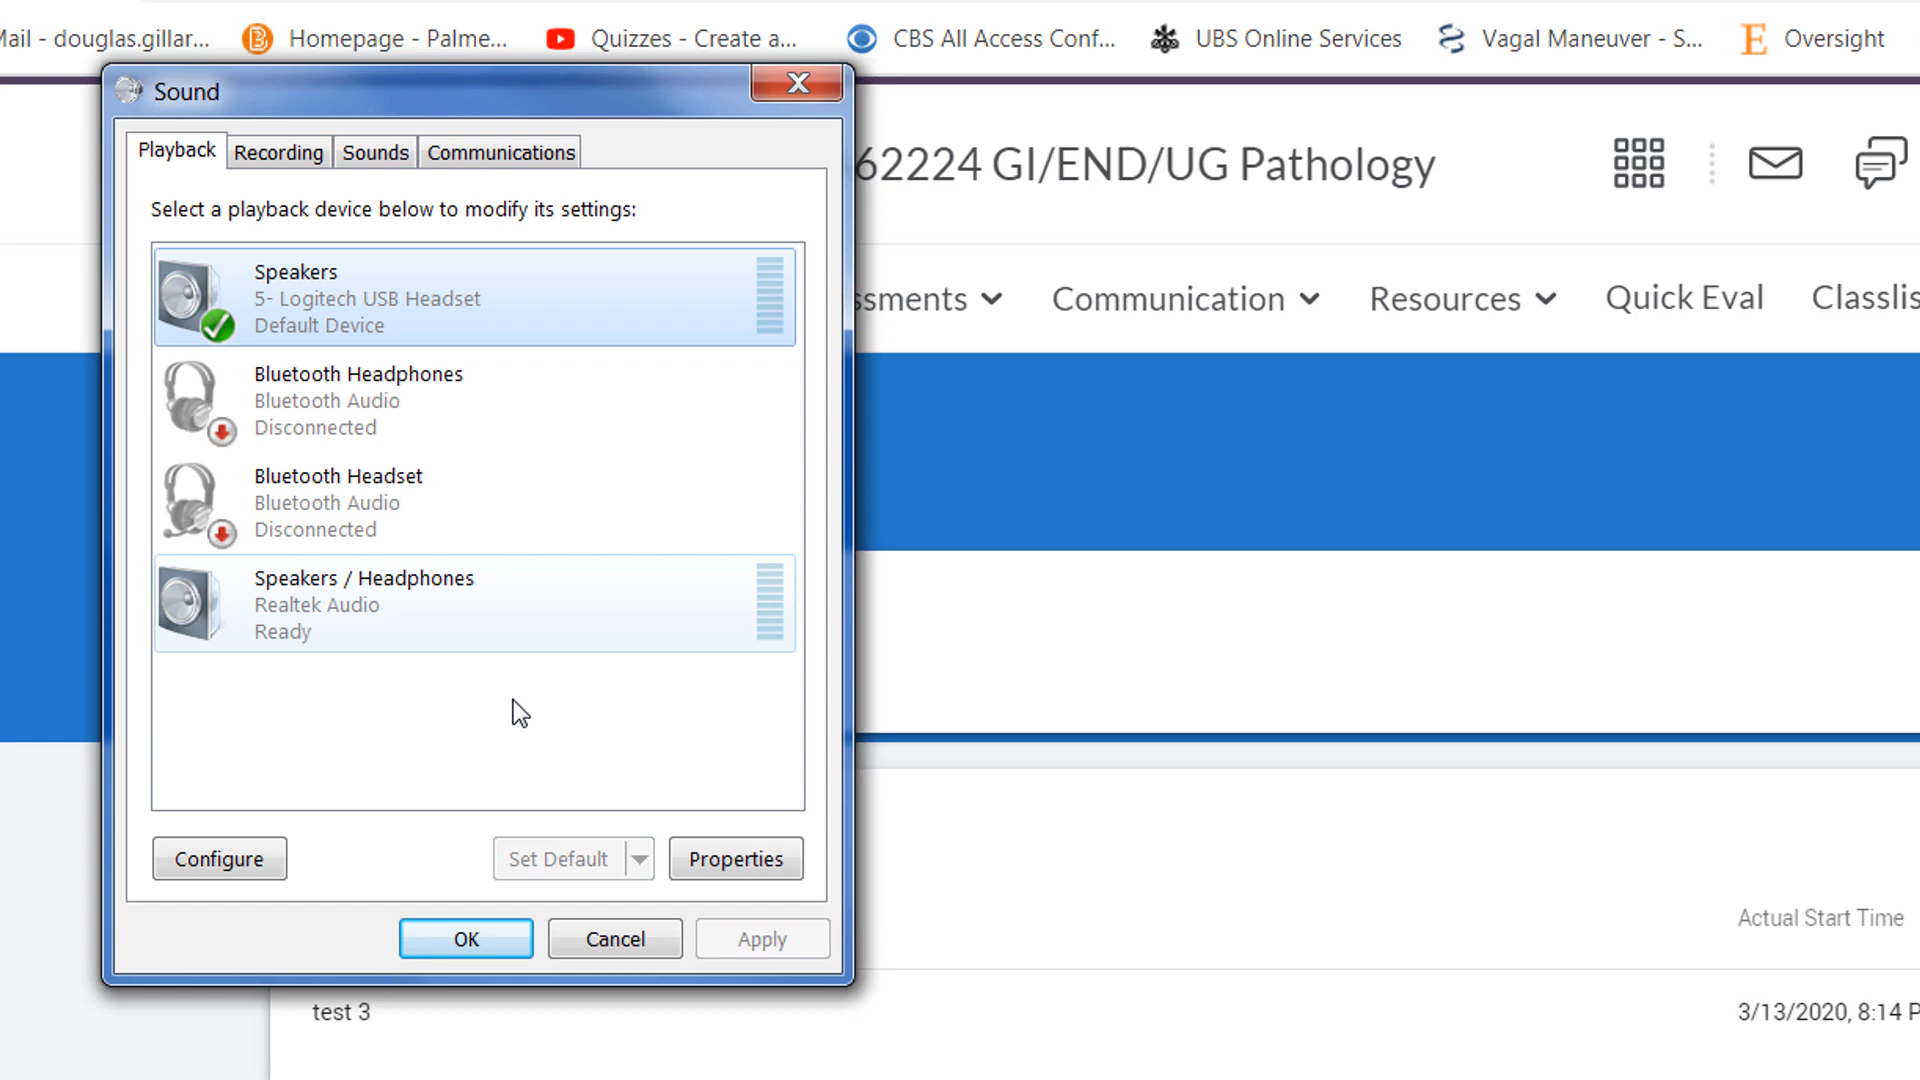 Mail - douglas.gillar... Homepage - Palme... Quizzes - Create a... CBS All Access Conf... UBS Online Services Vagal Maneuver - S... Oversight
Sound
Playback Recording Sounds Communications
62224 GI/END/UG Pathology
Select a playback device below to modify its settings:
Speakers
5- Logitech USB Headset
Default Device
ssments Communication Resources Quick Eval Classlis
Bluetooth Headphones
Bluetooth Audio
Disconnected
Bluetooth Headset
Bluetooth Audio
Disconnected
Speakers / Headphones
Realtek Audio
Ready
Configure Set Default Properties
OK Cancel Apply
Actual Start Time
test 3 3/13/2020, 8:14 P